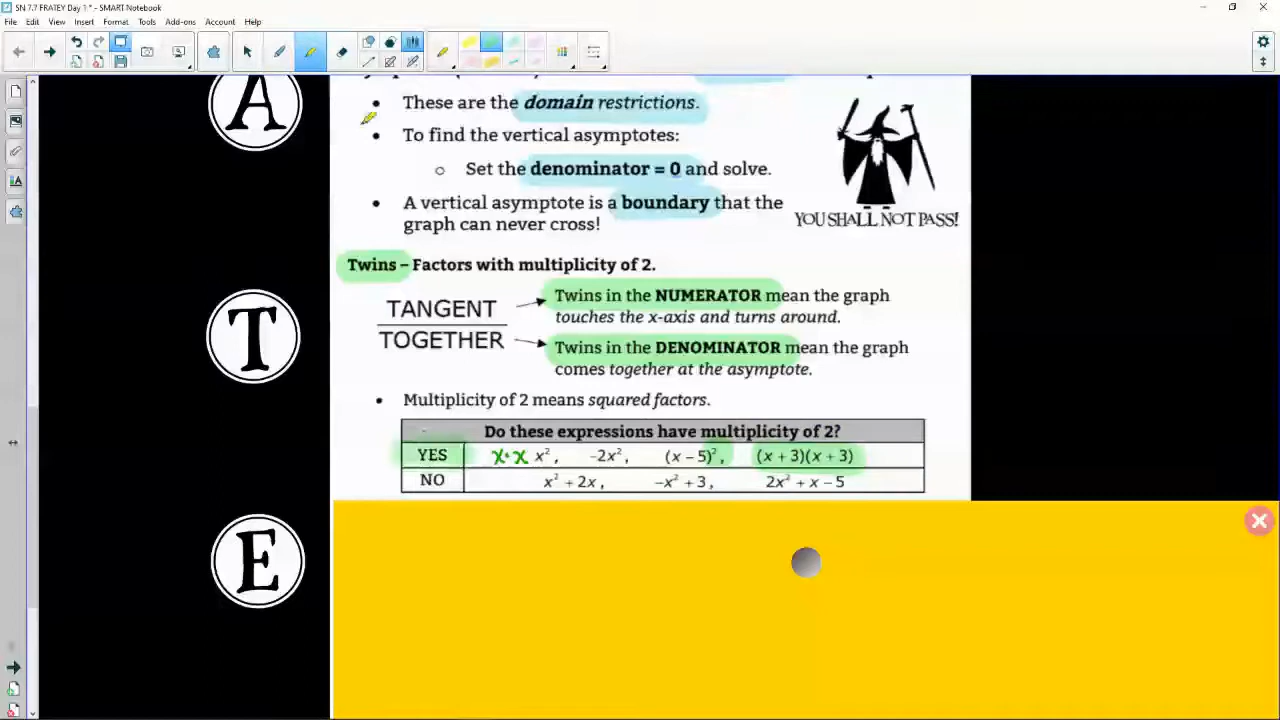 SN 7.7 FRATEY Day 1.* - SMART Notebook
File Edit View Insert Format Tools Add-ons Account Help
A
• These are the domain restrictions.
• To find the vertical asymptotes:
o Set the denominator = 0 and solve.
• A vertical asymptote is a boundary that the
graph can never cross!
YOU SHALL NOT PASS!
Twins – Factors with multiplicity of 2.
T
TANGENT
TOGETHER
Twins in the NUMERATOR mean the graph
touches the x-axis and turns around.
Twins in the DENOMINATOR mean the graph
comes together at the asymptote.
• Multiplicity of 2 means squared factors.
Do these expressions have multiplicity of 2?
YES x·x x², -2x², (x – 5)², (x + 3)(x + 3)
NO x² + 2x, -x² + 3, 2x² + x – 5
E